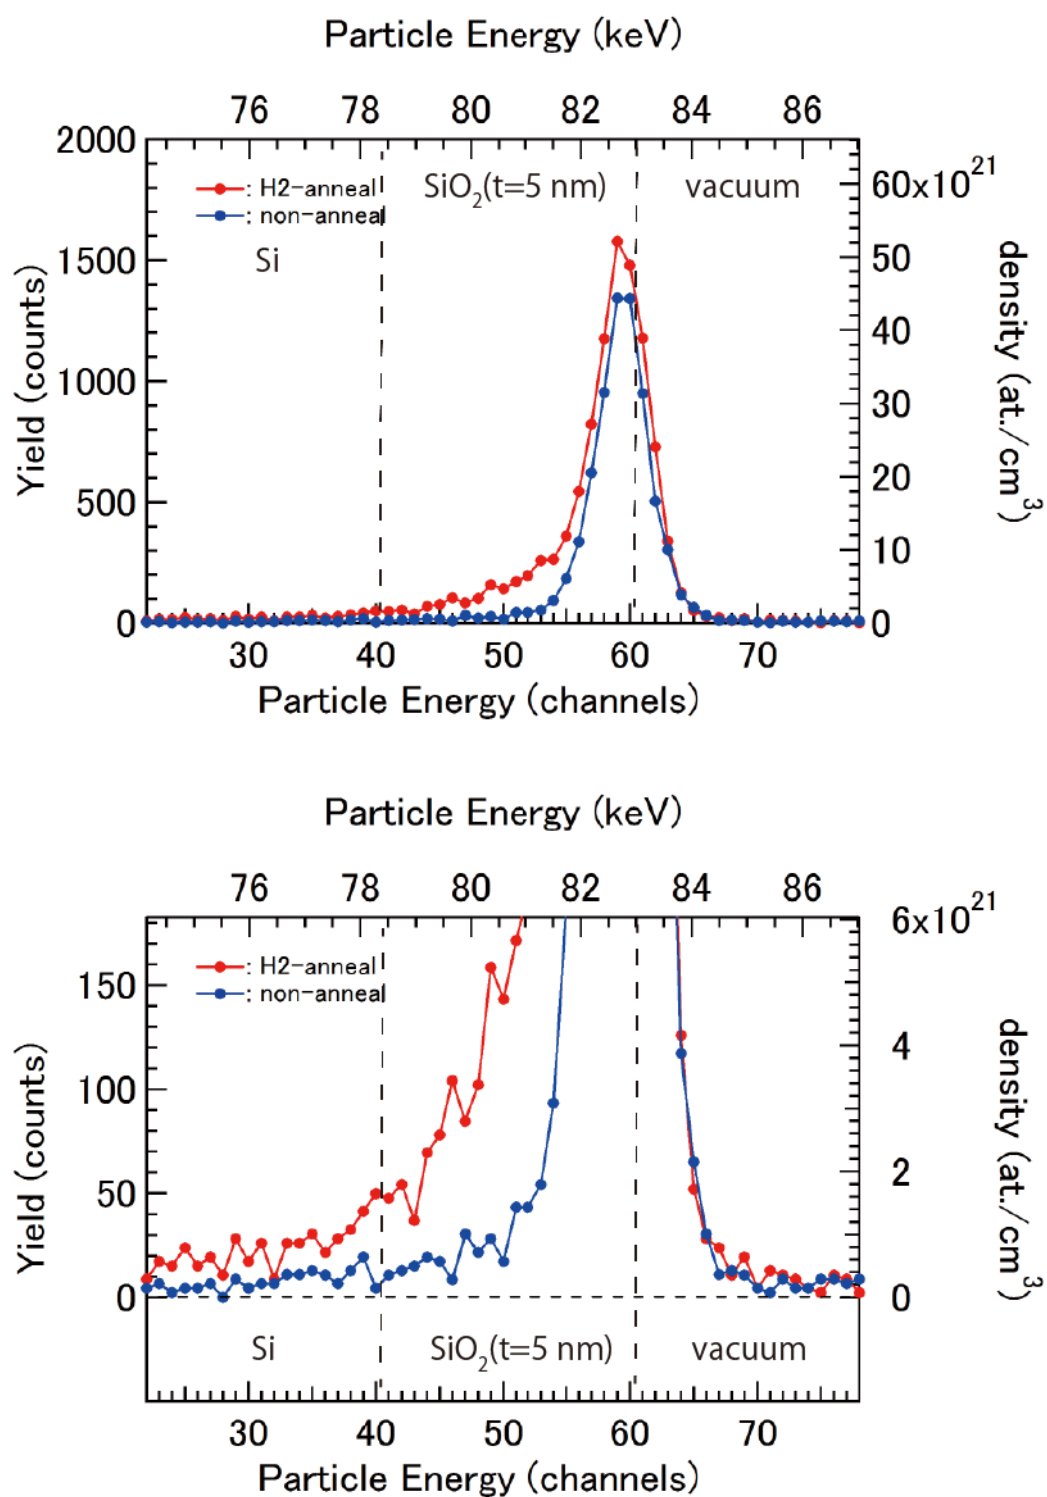 Particle Energy (keV)
76 78 80 82 84 86
2000
1500
1000
500
0
Yield (counts)
: H2-anneal
: non-anneal
Si
SiO2(t=5 nm)
vacuum
60x10^21
50
40
30
20
10
0
density (at./cm^3)
30 40 50 60 70
Particle Energy (channels)
Particle Energy (keV)
76 78 80 82 84 86
150
100
50
0
Yield (counts)
: H2-anneal
: non-anneal
6x10^21
4
2
0
density (at./cm^3)
Si
SiO2(t=5 nm)
vacuum
30 40 50 60 70
Particle Energy (channels)